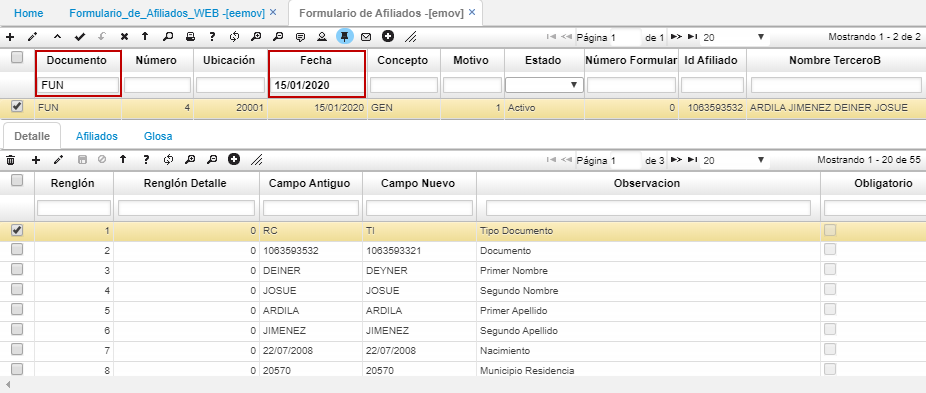 Home Formulario_de_Afiliados_WEB -[eemov] × Formulario de Afiliados -[emov] ×
Página 1 de 1 20 Mostrando 1 - 2 de 2
Documento Número Ubicación Fecha Concepto Motivo Estado Número Formular Id Afiliado Nombre TerceroB
FUN 15/01/2020
FUN 4 20001 15/01/2020 GEN 1 Activo 0 1063593532 ARDILA JIMENEZ DEINER JOSUE
Detalle Afiliados Glosa
Página 1 de 3 20 Mostrando 1 - 20 de 55
Renglón Renglón Detalle Campo Antiguo Campo Nuevo Observacion Obligatorio
1 0 RC TI Tipo Documento
2 0 1063593532 1063593321 Documento
3 0 DEINER DEYNER Primer Nombre
4 0 JOSUE JOSUE Segundo Nombre
5 0 ARDILA ARDILA Primer Apellido
6 0 JIMENEZ JIMENEZ Segundo Apellido
7 0 22/07/2008 22/07/2008 Nacimiento
8 0 20570 20570 Municipio Residencia